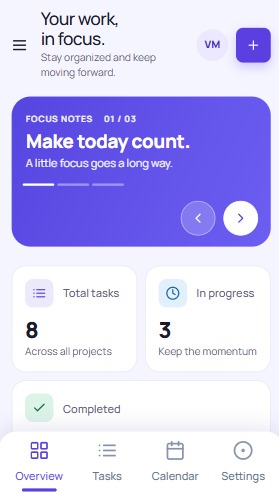 Your work,
in focus.
Stay organized and keep
moving forward.
VM
FOCUS NOTES 01 / 03
Make today count.
A little focus goes a long way.
Total tasks
8
Across all projects
In progress
3
Keep the momentum
Completed
Overview
Tasks
Calendar
Settings